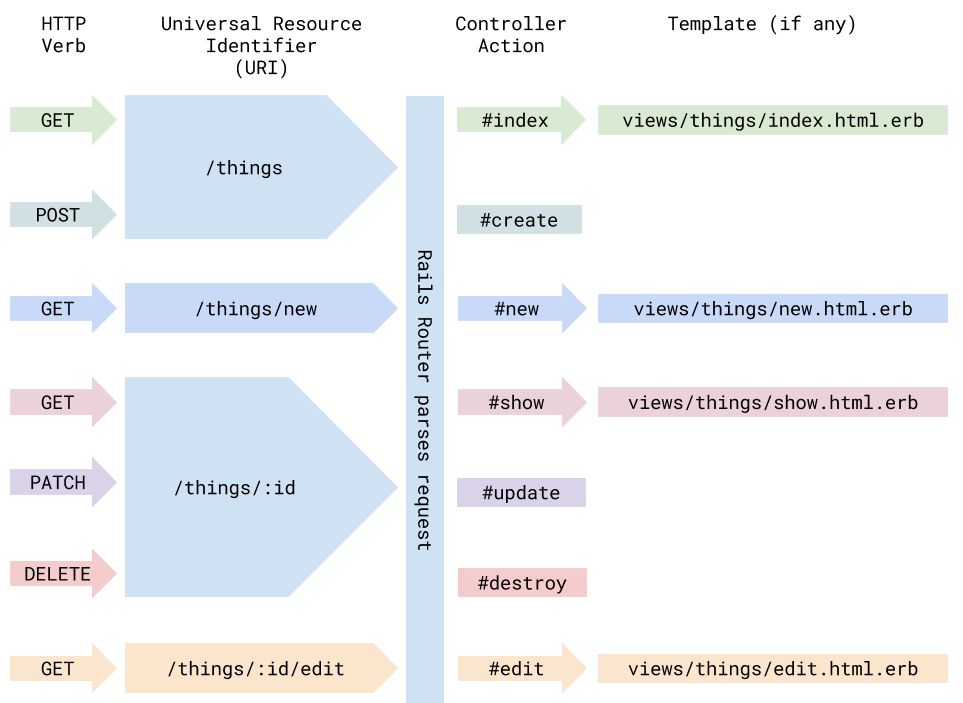 HTTP
Verb
Universal Resource
Identifier
(URI)
Controller
Action
Template (if any)
GET
/things
#index
views/things/index.html.erb
POST
#create
GET
/things/new
#new
views/things/new.html.erb
Rails Router parses request
GET
#show
views/things/show.html.erb
PATCH
/things/:id
#update
DELETE
#destroy
GET
/things/:id/edit
#edit
views/things/edit.html.erb